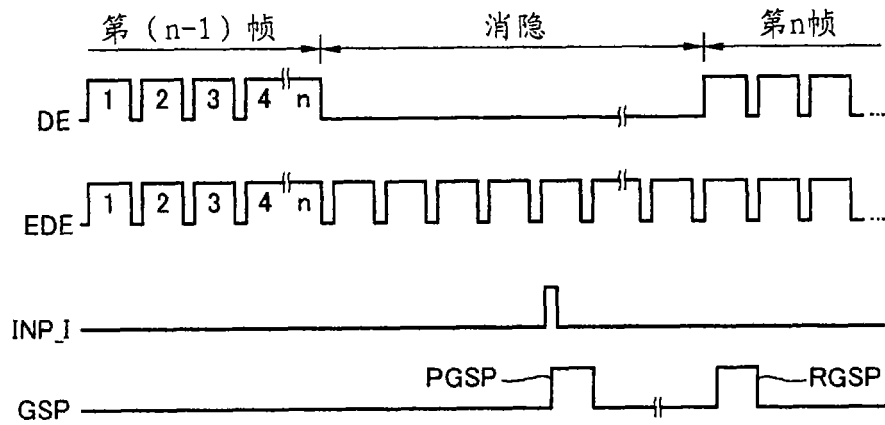 第（n-1）帧
消隐
第n帧
DE
1 2 3 4 n
...
EDE
1 2 3 4 n
...
INP_I
GSP
PGSP
RGSP